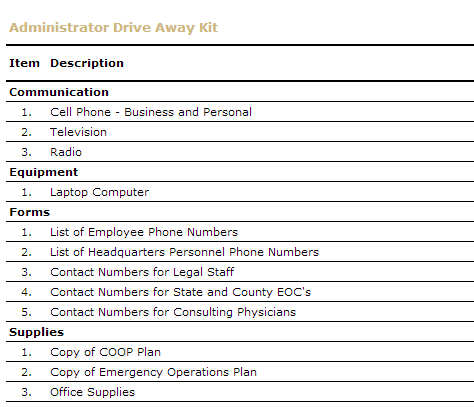 Administrator Drive Away Kit
Item Description
Communication
1. Cell Phone - Business and Personal
2. Television
3. Radio
Equipment
1. Laptop Computer
Forms
1. List of Employee Phone Numbers
2. List of Headquarters Personnel Phone Numbers
3. Contact Numbers for Legal Staff
4. Contact Numbers for State and County EOC's
5. Contact Numbers for Consulting Physicians
Supplies
1. Copy of COOP Plan
2. Copy of Emergency Operations Plan
3. Office Supplies